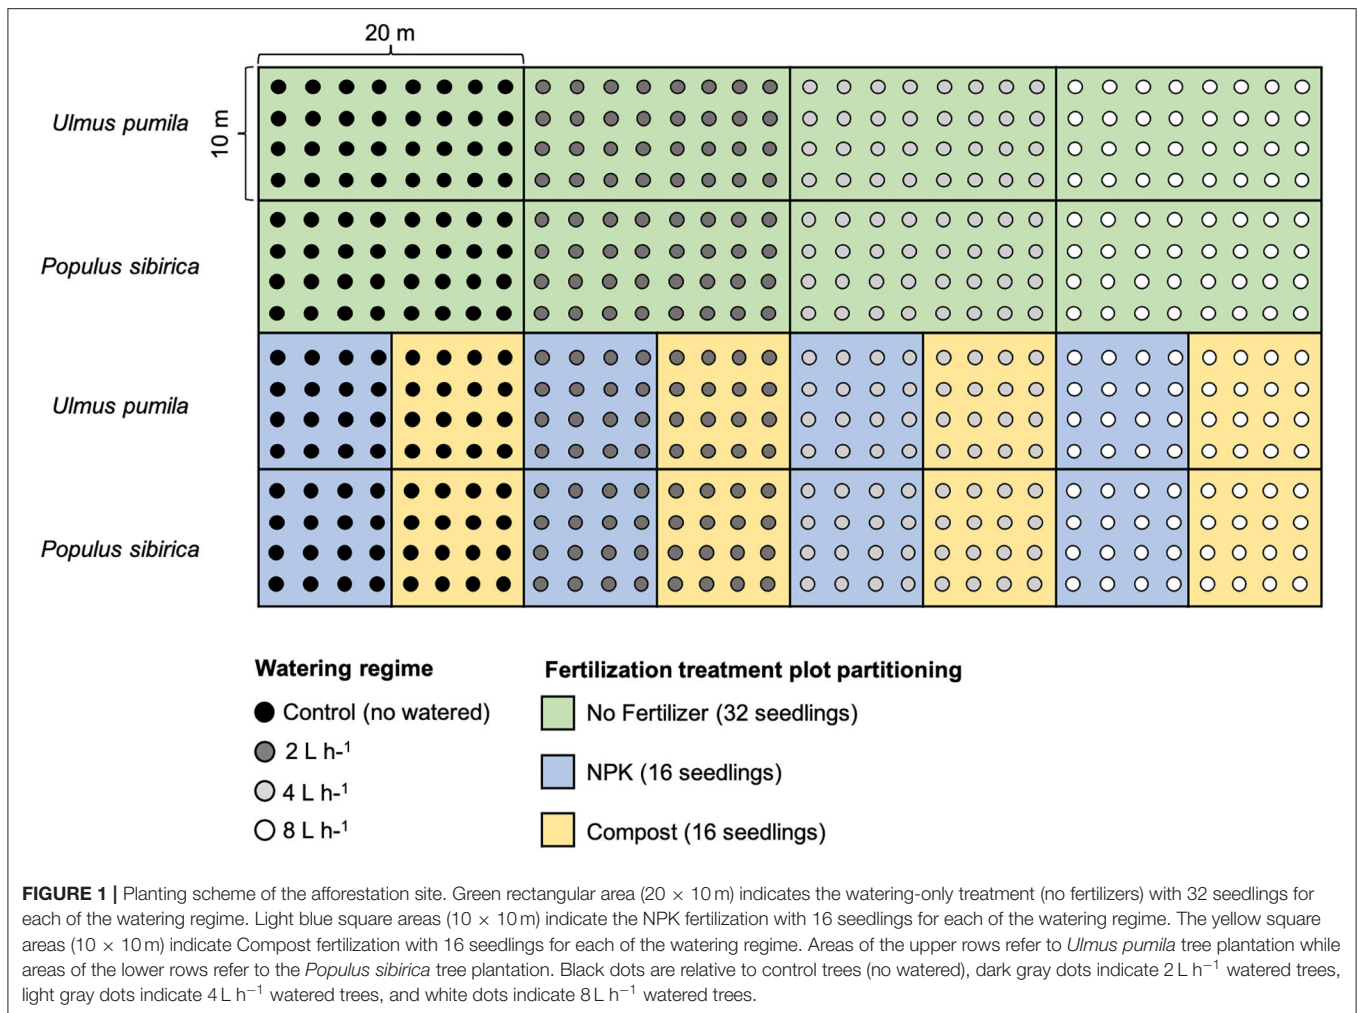 20 m
10 m
Ulmus pumila
Populus sibirica
Ulmus pumila
Populus sibirica
Watering regime
Control (no watered)
2 L h-¹
4 L h-¹
8 L h-¹
Fertilization treatment plot partitioning
No Fertilizer (32 seedlings)
NPK (16 seedlings)
Compost (16 seedlings)
FIGURE 1 | Planting scheme of the afforestation site. Green rectangular area (20 × 10 m) indicates the watering-only treatment (no fertilizers) with 32 seedlings for
each of the watering regime. Light blue square areas (10 × 10 m) indicate the NPK fertilization with 16 seedlings for each of the watering regime. The yellow square
areas (10 × 10 m) indicate Compost fertilization with 16 seedlings for each of the watering regime. Areas of the upper rows refer to Ulmus pumila tree plantation while
areas of the lower rows refer to the Populus sibirica tree plantation. Black dots are relative to control trees (no watered), dark gray dots indicate 2 L h⁻¹ watered trees,
light gray dots indicate 4 L h⁻¹ watered trees, and white dots indicate 8 L h⁻¹ watered trees.